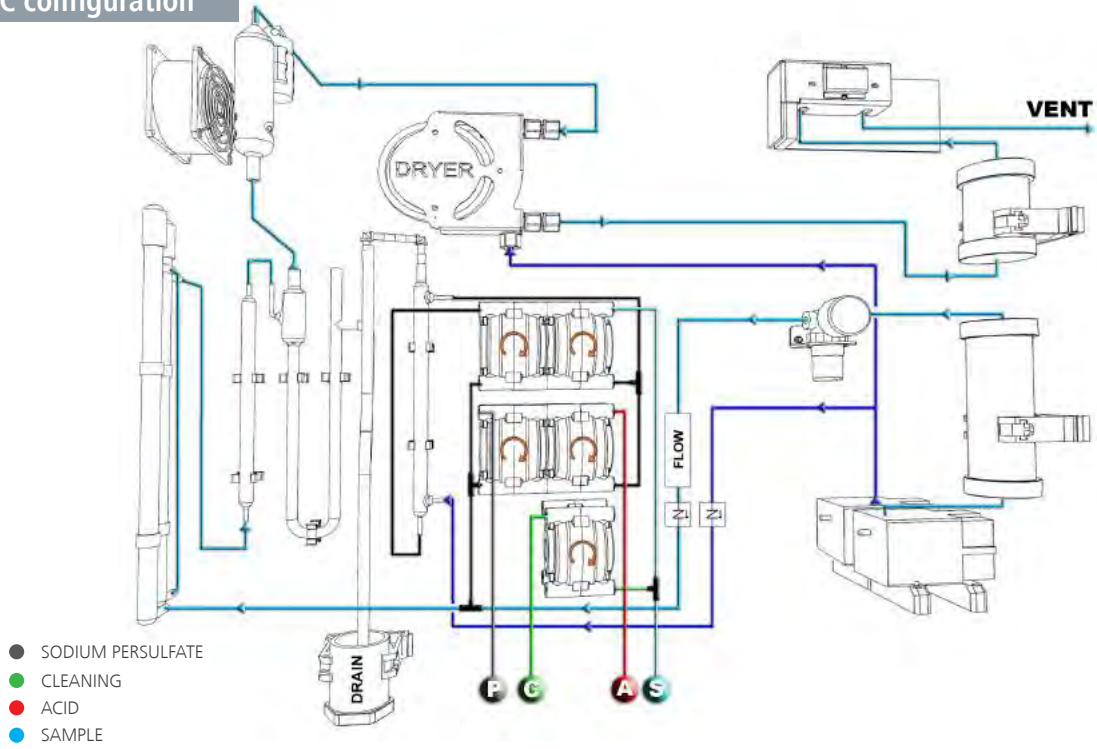 C configuration
VENT
DRYER
FLOW
DRAIN
P
C
A
S
SODIUM PERSULFATE
CLEANING
ACID
SAMPLE